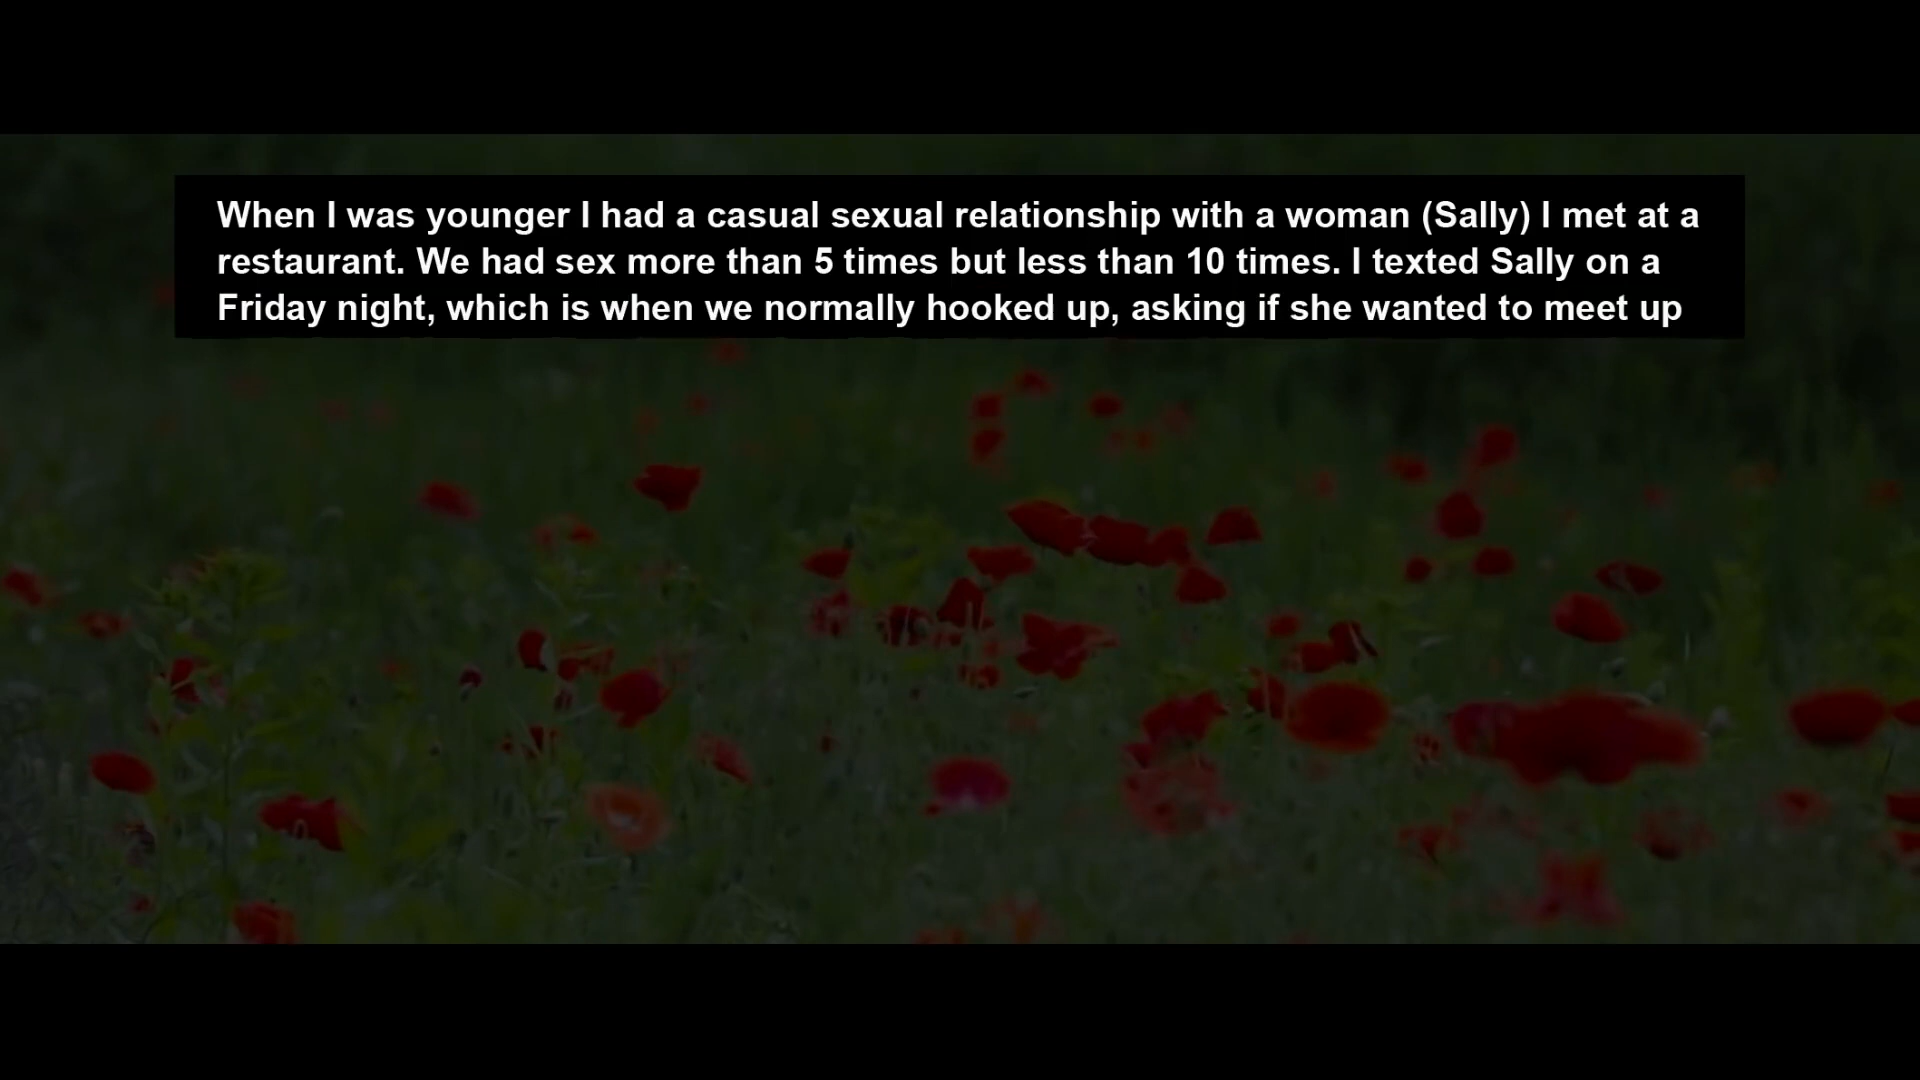 When I was younger I had a casual sexual relationship with a woman (Sally) I met at a
restaurant. We had sex more than 5 times but less than 10 times. I texted Sally on a
Friday night, which is when we normally hooked up, asking if she wanted to meet up